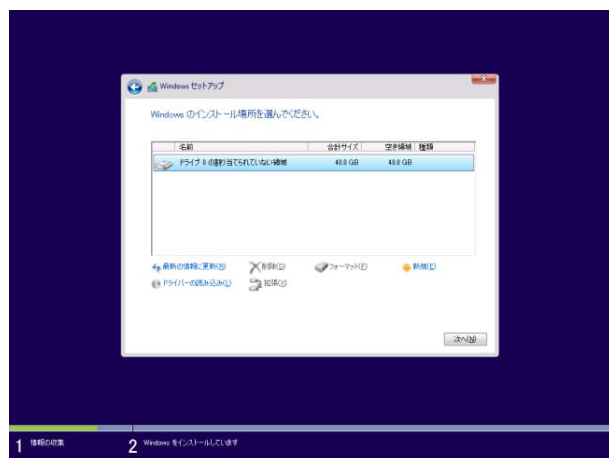 Windows セットアップ
Windows のインストール場所を選んでください。
名前 合計サイズ 空き領域 種類
ドライブ 0 の割り当てられていない領域 40.0 GB 40.0 GB
最新の情報に更新(R) 削除(D) フォーマット(F) 新規(E)
ドライバーの読み込み(L) 拡張(X)
次へ(N)
1 情報の収集 2 Windows をインストールしています